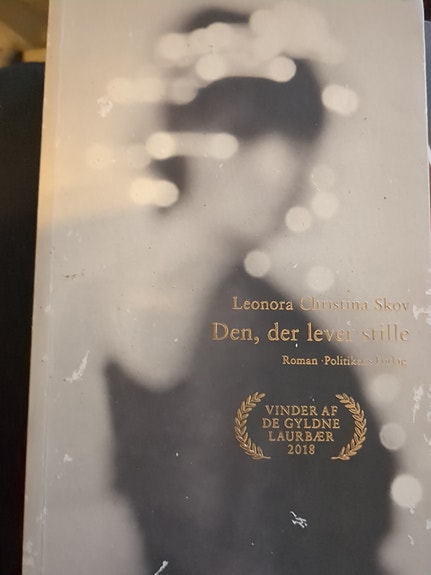 Leonora Christina Skov
Den, der lever stille
Roman · Politikens Forlag
VINDER AF
DE GYLDNE
LAURBÆR
2018